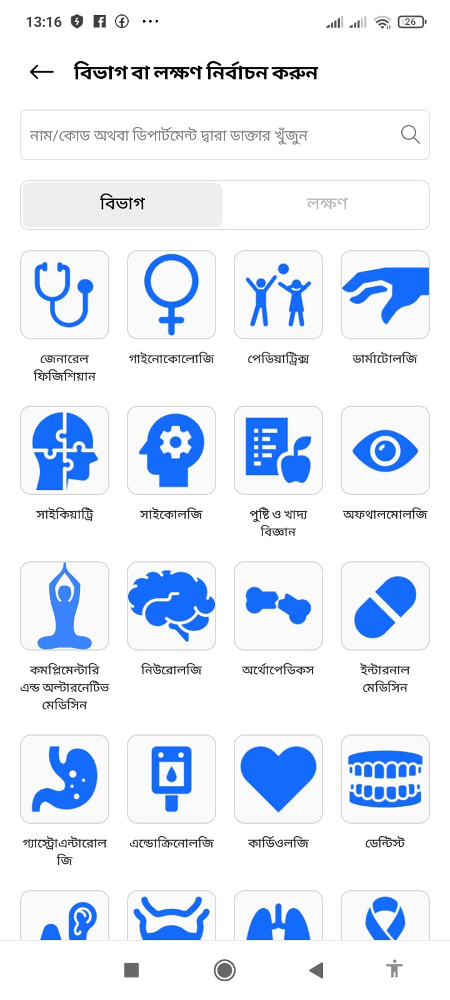 13:16
26
বিভাগ বা লক্ষণ নির্বাচন করুন
নাম/কোড অথবা ডিপার্টমেন্ট দ্বারা ডাক্তার খুঁজুন
বিভাগ
লক্ষণ
জেনারেল
ফিজিশিয়ান
গাইনোকোলোজি
পেডিয়াট্রিক্স
ডার্মাটোলজি
সাইকিয়াট্রি
সাইকোলজি
পুষ্টি ও খাদ্য
বিজ্ঞান
অফথালমোলজি
কমপ্লিমেন্টারি
এন্ড অল্টারনেটিভ
মেডিসিন
নিউরোলজি
অর্থোপেডিকস
ইন্টারনাল
মেডিসিন
গ্যাস্ট্রোএন্টারোল
জি
এন্ডোক্রিনোলজি
কার্ডিওলজি
ডেন্টিস্ট